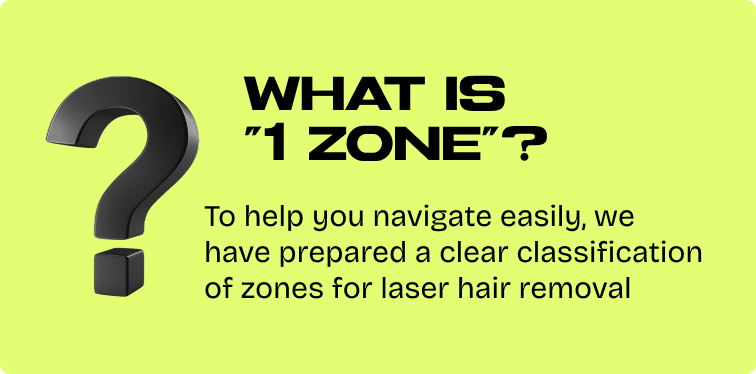 WHAT IS
"1 ZONE"?
To help you navigate easily, we
have prepared a clear classification
of zones for laser hair removal